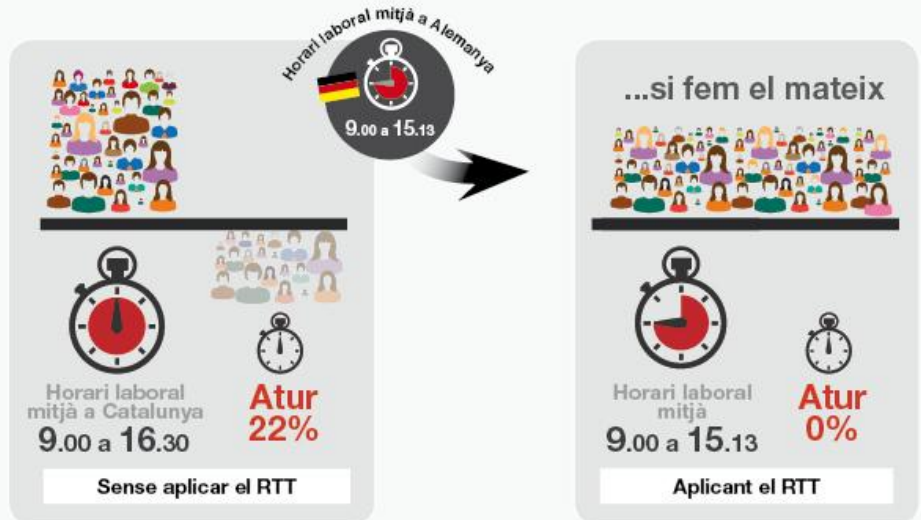 Horari laboral mitjà a Alemanya
9.00 a 15.13
...si fem el mateix
Horari laboral
mitjà a Catalunya
9.00 a 16.30
Atur
22%
Sense aplicar el RTT
Horari laboral
mitjà
9.00 a 15.13
Atur
0%
Aplicant el RTT